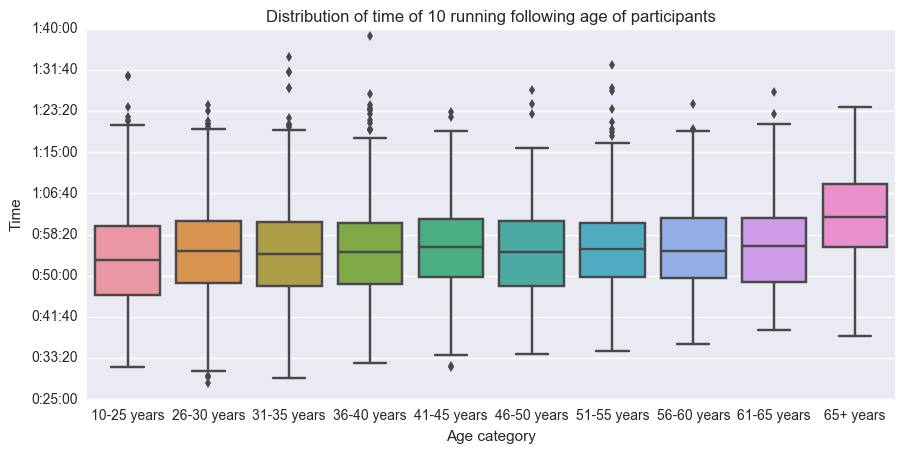 Distribution of time of 10 running following age of participants
1:40:00
1:31:40
1:23:20
1:15:00
1:06:40
0:58:20
0:50:00
0:41:40
0:33:20
0:25:00
Time
10-25 years 26-30 years 31-35 years 36-40 years 41-45 years 46-50 years 51-55 years 56-60 years 61-65 years 65+ years
Age category